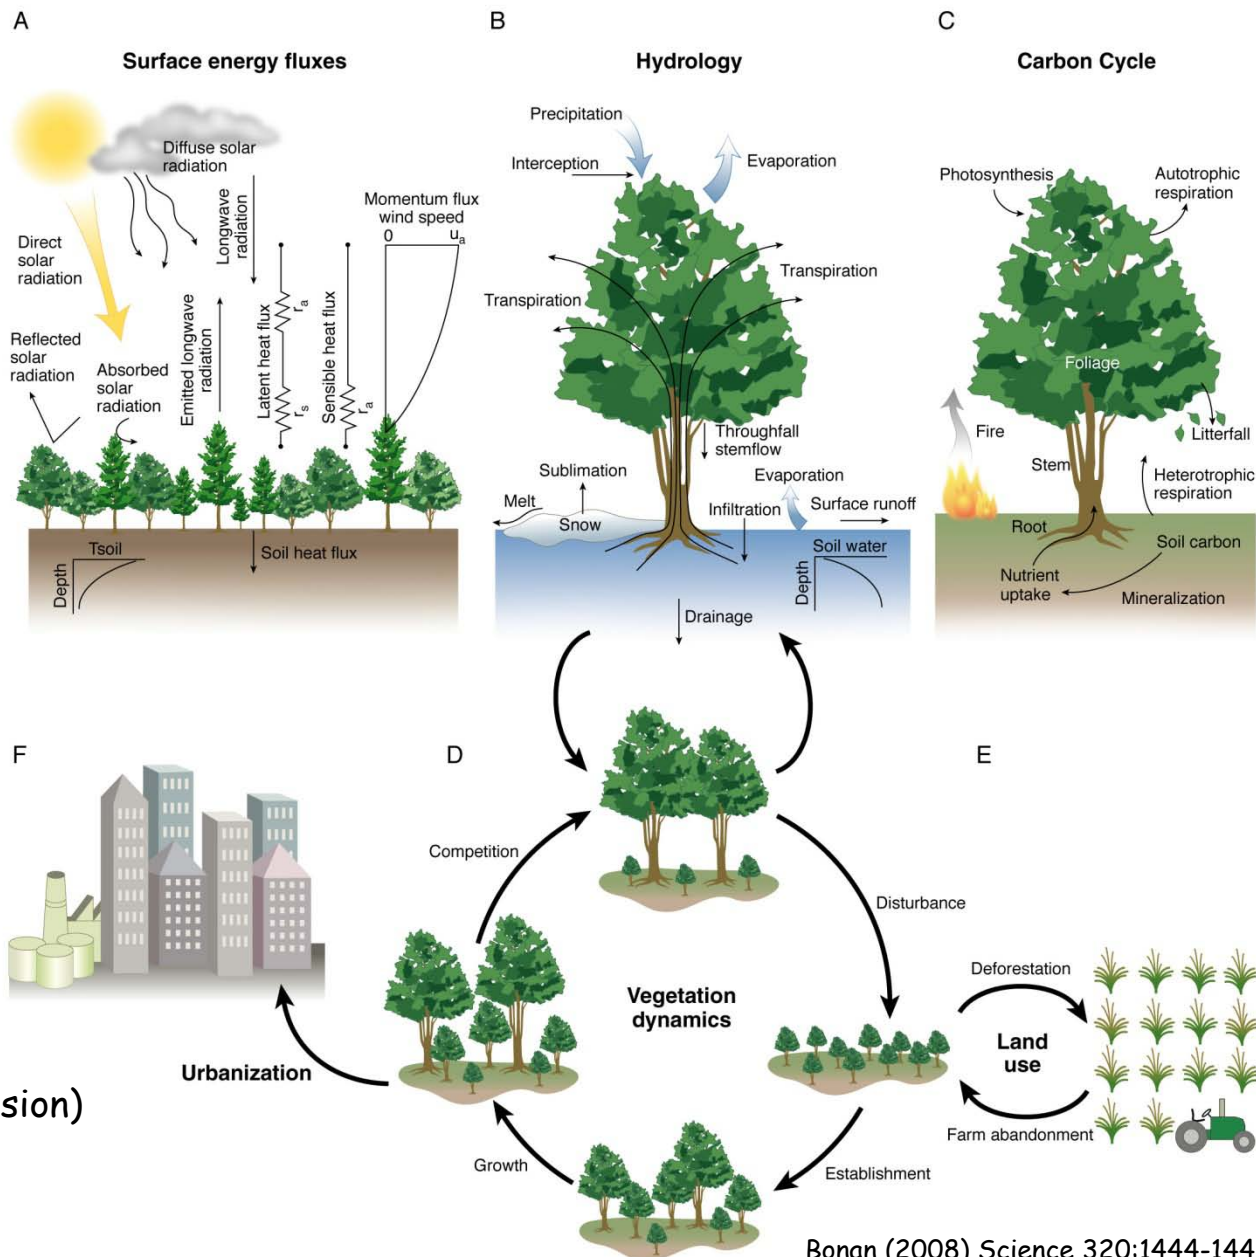 A
Surface energy fluxes
Diffuse solar
radiation
Direct
solar
radiation
Longwave
radiation
Momentum flux
wind speed
0
ua
Reflected
solar
radiation
Absorbed
solar
radiation
Emitted longwave
radiation
Latent heat flux
ra
rs
Sensible heat flux
ra
Tsoil
Depth
Soil heat flux
B
Hydrology
Precipitation
Interception
Evaporation
Transpiration
Transpiration
Throughfall
stemflow
Sublimation
Melt
Snow
Evaporation
Surface runoff
Infiltration
Soil water
Depth
Drainage
C
Carbon Cycle
Photosynthesis
Autotrophic
respiration
Foliage
Fire
Litterfall
Stem
Heterotrophic
respiration
Root
Soil carbon
Nutrient
uptake
Mineralization
F
D
E
Competition
Disturbance
Vegetation
dynamics
Deforestation
Land
use
Farm abandonment
Urbanization
sion)
Growth
Establishment
Bonan (2008) Science 320:1444-144